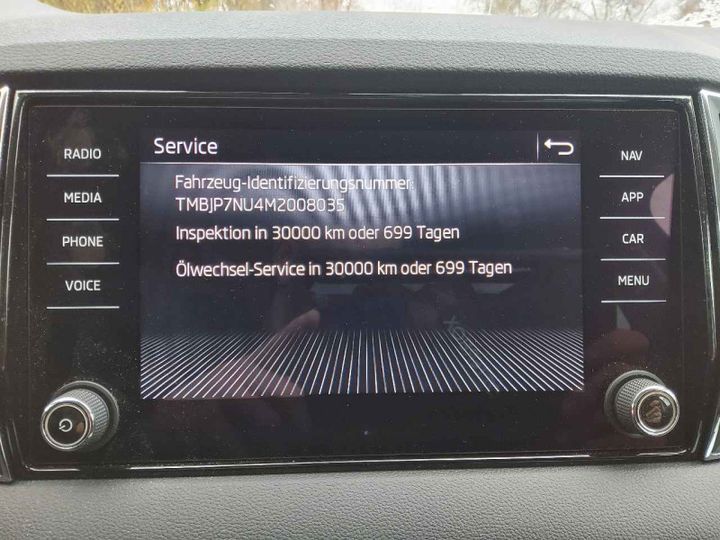 Service
RADIO
MEDIA
PHONE
VOICE
Fahrzeug-Identifizierungsnummer:
TMBJP7NU4M2008035
Inspektion in 30000 km oder 699 Tagen
Ölwechsel-Service in 30000 km oder 699 Tagen
NAV
APP
CAR
MENU